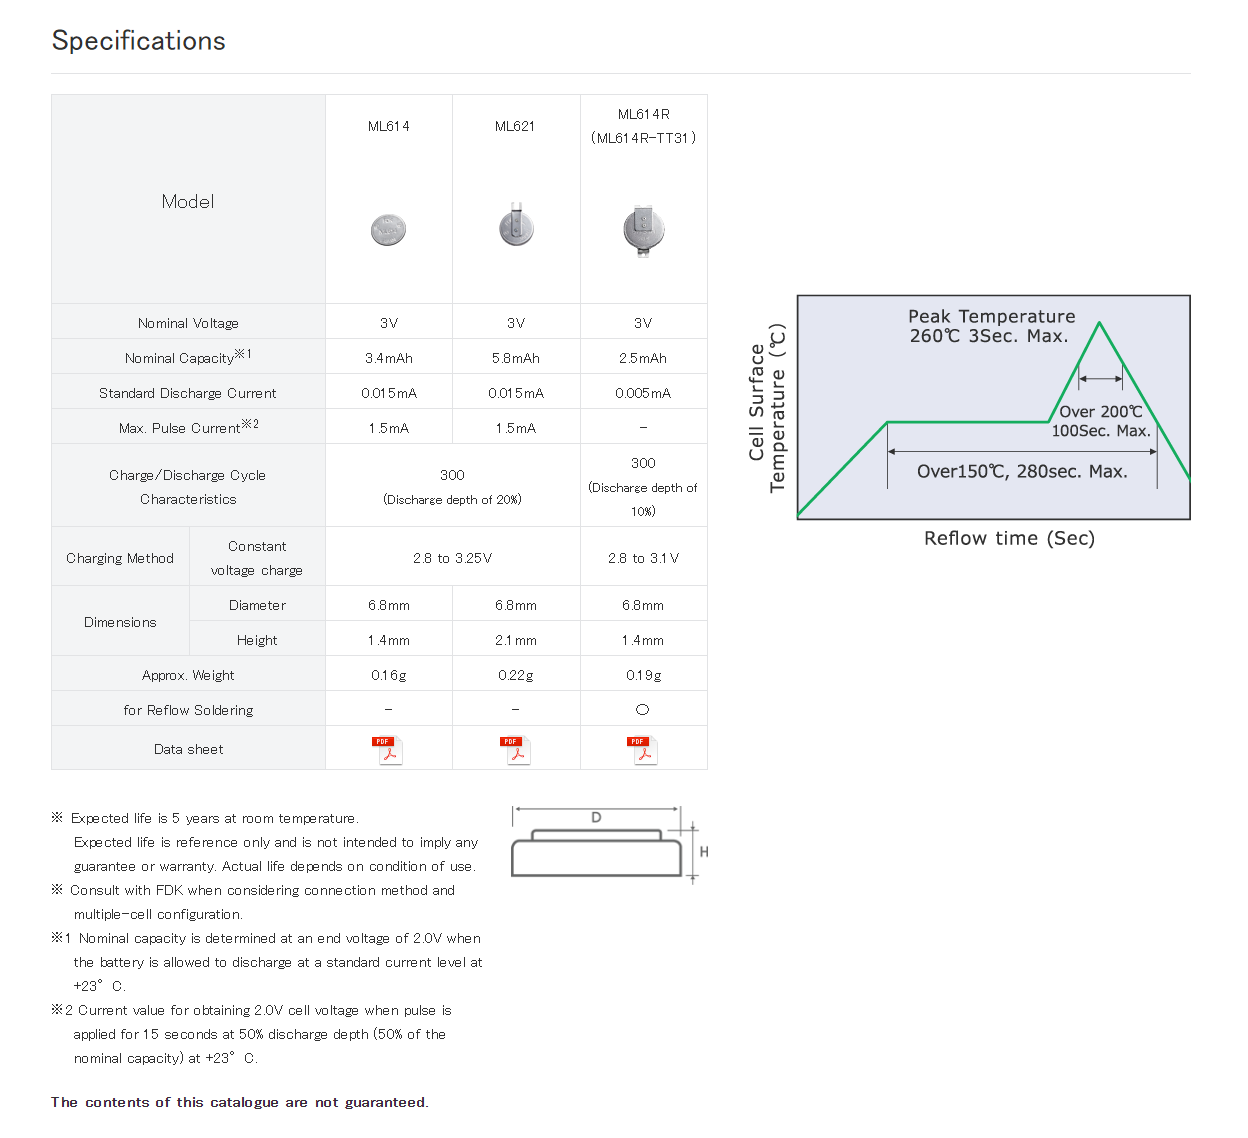 Specifications
Model
ML614
ML621
ML614R
(ML614R-TT31)
Nominal Voltage
3V
3V
3V
Nominal Capacity※1
3.4mAh
5.8mAh
2.5mAh
Standard Discharge Current
0.015mA
0.015mA
0.005mA
Max. Pulse Current※2
1.5mA
1.5mA
-
Charge/Discharge Cycle
Characteristics
300
(Discharge depth of 20%)
300
(Discharge depth of
10%)
Charging Method
Constant
voltage charge
2.8 to 3.25V
2.8 to 3.1V
Dimensions
Diameter
6.8mm
6.8mm
6.8mm
Height
1.4mm
2.1mm
1.4mm
Approx. Weight
0.16g
0.22g
0.19g
for Reflow Soldering
-
-
○
Data sheet
PDF
PDF
PDF
Peak Temperature
260℃ 3Sec. Max.
Over 200℃
100Sec. Max.
Over150℃, 280sec. Max.
Cell Surface
Temperature (℃)
Reflow time (Sec)
※ Expected life is 5 years at room temperature.
Expected life is reference only and is not intended to imply any
guarantee or warranty. Actual life depends on condition of use.
※ Consult with FDK when considering connection method and
multiple-cell configuration.
※1 Nominal capacity is determined at an end voltage of 2.0V when
the battery is allowed to discharge at a standard current level at
+23°C.
※2 Current value for obtaining 2.0V cell voltage when pulse is
applied for 15 seconds at 50% discharge depth (50% of the
nominal capacity) at +23°C.
D
H
The contents of this catalogue are not guaranteed.